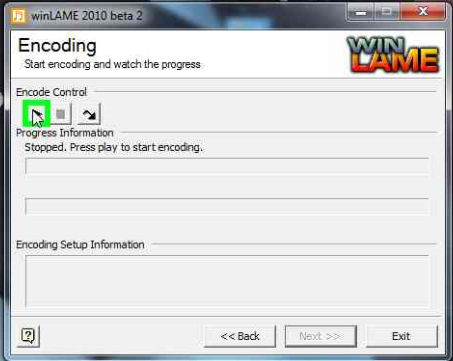 winLAME 2010 beta 2
Encoding
Start encoding and watch the progress
WIN
LAME
Encode Control
Progress Information
Stopped. Press play to start encoding.
Encoding Setup Information
<< Back
Next >>
Exit